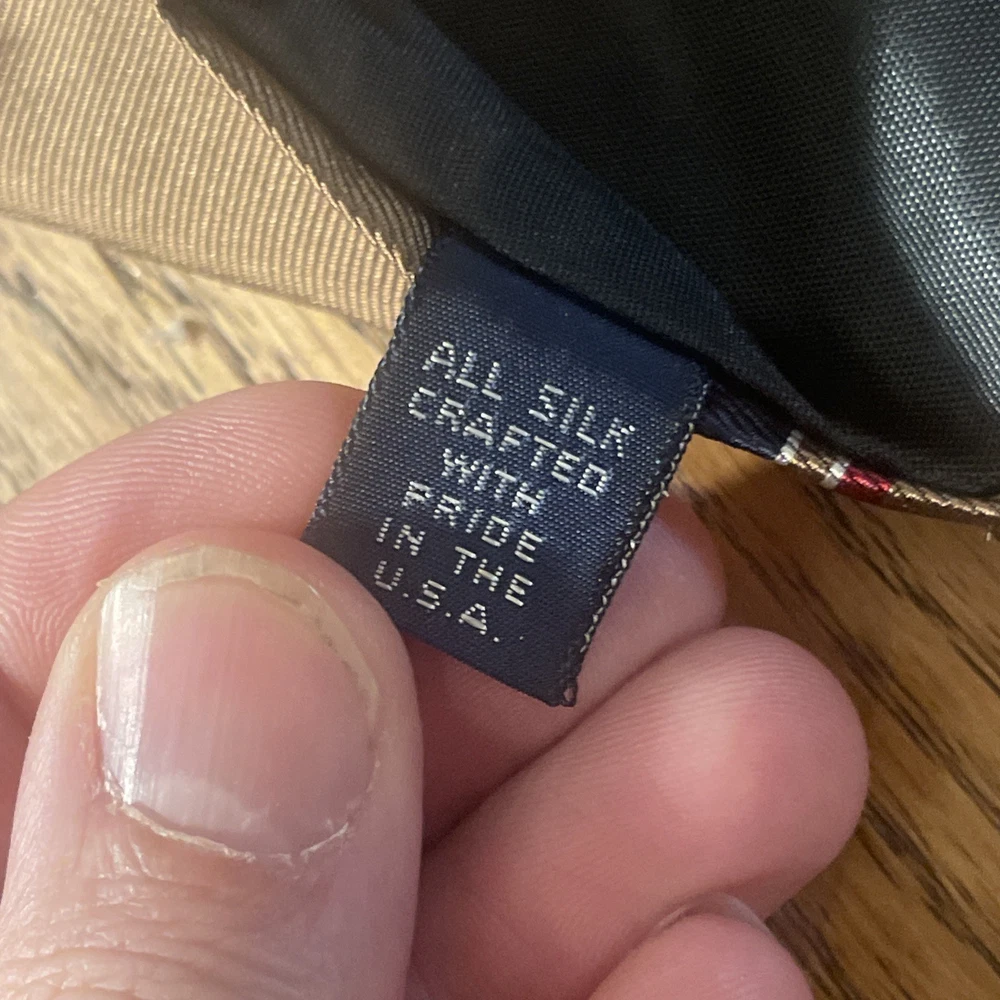 ALL SILK
CRAFTED
WITH
PRIDE
IN THE
U.S.A.